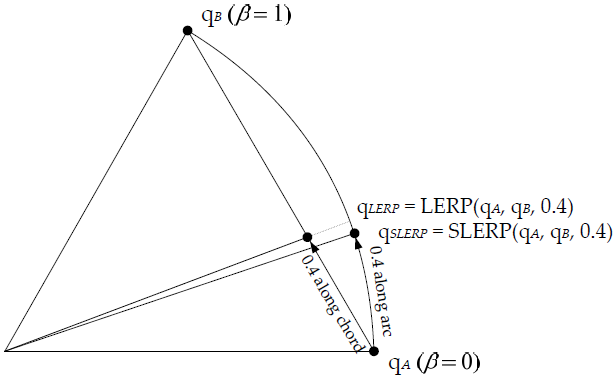 qB (β=1)
qLERP = LERP(qA, qB, 0.4)
qSLERP = SLERP(qA, qB, 0.4)
0.4 along chord
0.4 along arc
qA (β=0)